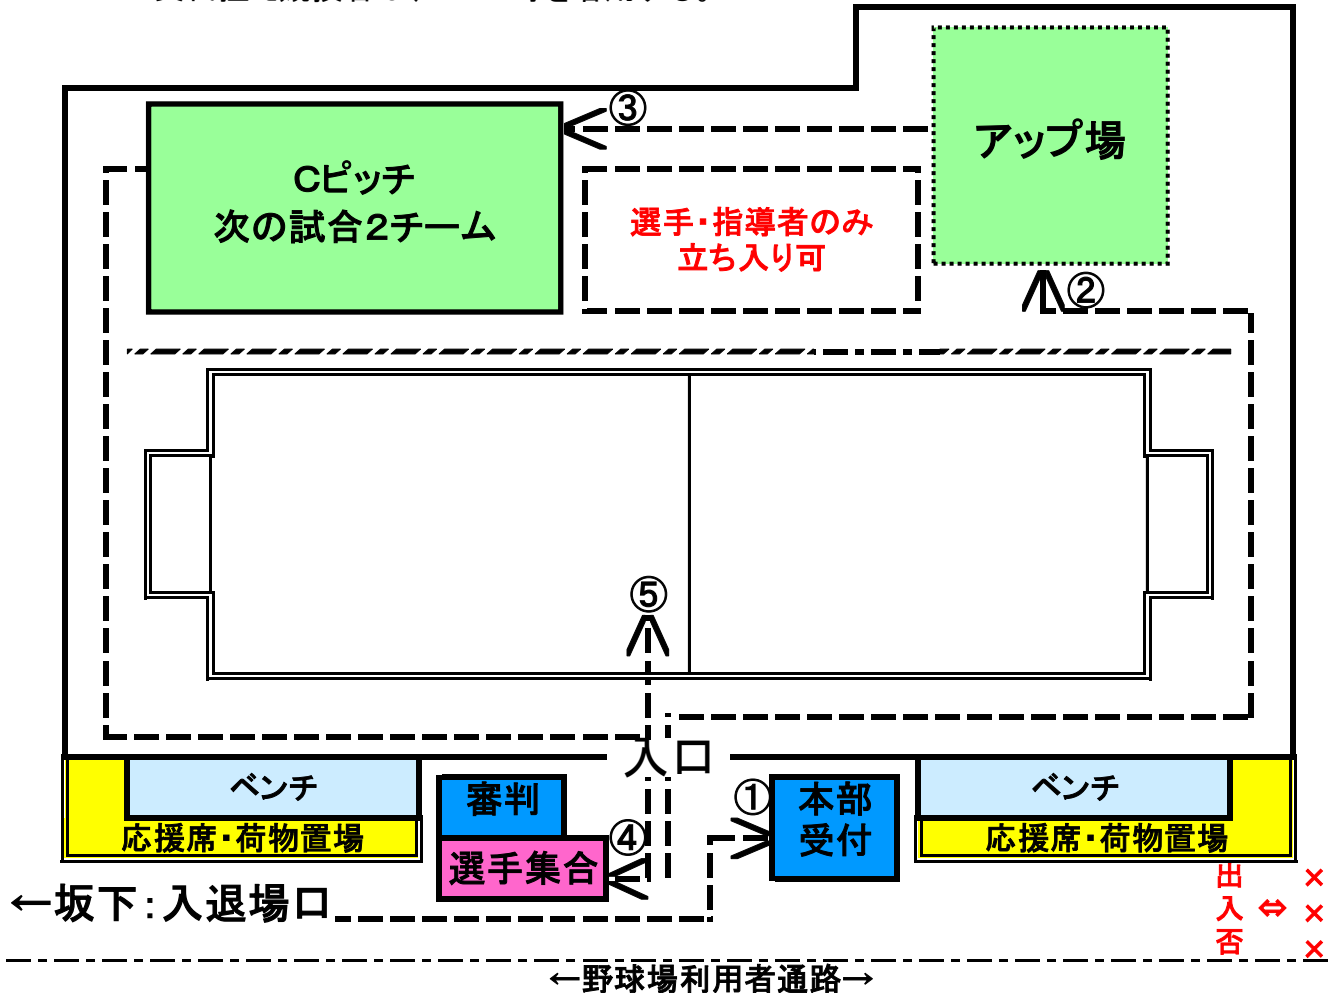 ③
アップ場
Cピッチ
次の試合2チーム
選手・指導者のみ
立ち入り可
②
⑤
入口
ベンチ
審判
①
本部
受付
ベンチ
応援席・荷物置場
④
選手集合
応援席・荷物置場
←坂下:入退場口
出 ×
入 ⇔ ×
否 ×
←野球場利用者通路→